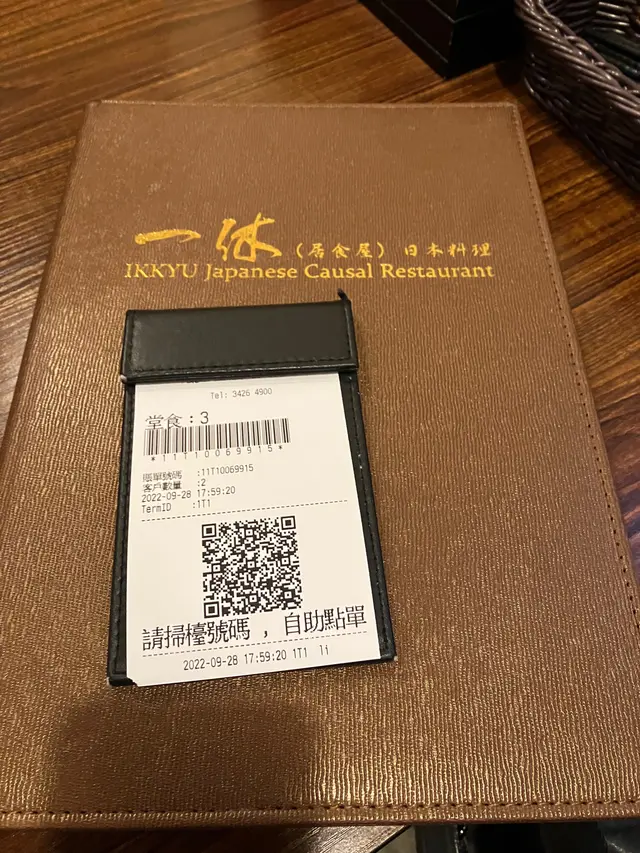 一休 (居食屋) 日本料理
IKKYU Japanese Causal Restaurant
Tel: 3426 4900
堂食:3
*11T10069915*
賬單號碼 :11T10069915
客戶數量 :2
2022-09-28 17:59:20
TermID :1T1
請掃檯號碼 , 自助點單
2022-09-28 17:59:20 1T1